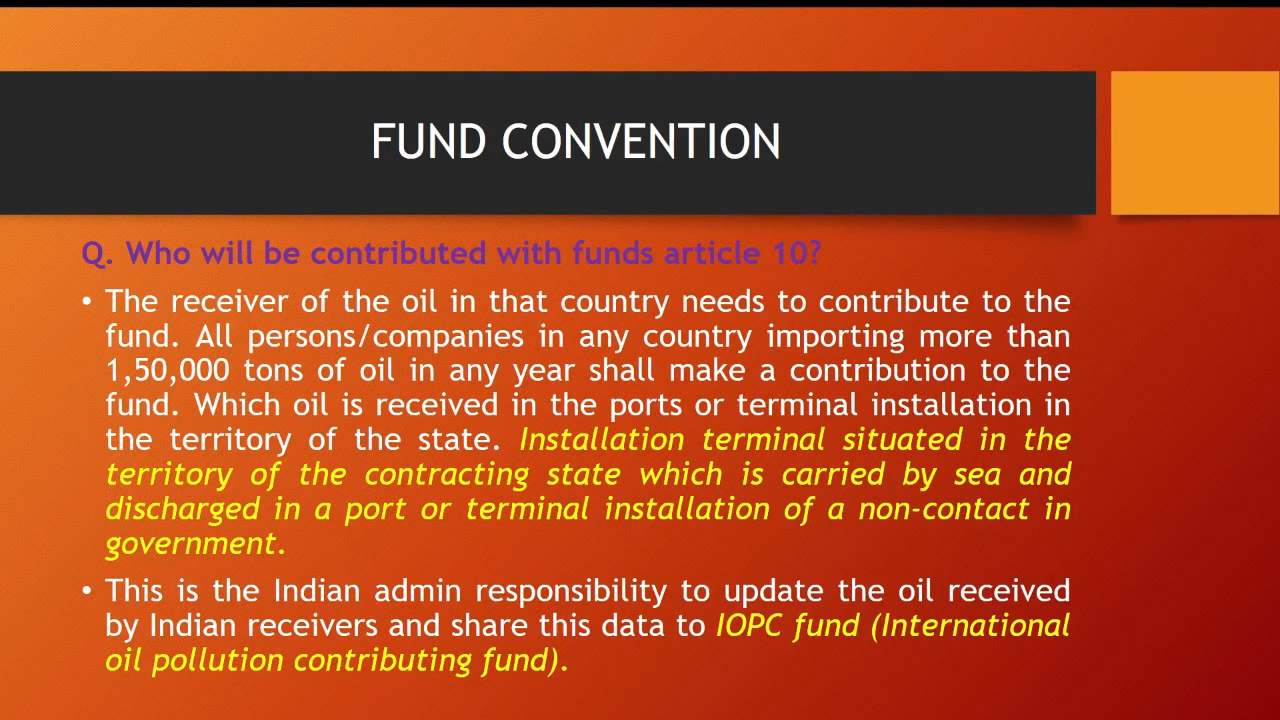 FUND CONVENTION
Q. Who will be contributed with funds article 10?
• The receiver of the oil in that country needs to contribute to the
fund. All persons/companies in any country importing more than
1,50,000 tons of oil in any year shall make a contribution to the
fund. Which oil is received in the ports or terminal installation in
the territory of the state. Installation terminal situated in the
territory of the contracting state which is carried by sea and
discharged in a port or terminal installation of a non-contact in
government.
• This is the Indian admin responsibility to update the oil received
by Indian receivers and share this data to IOPC fund (International
oil pollution contributing fund).